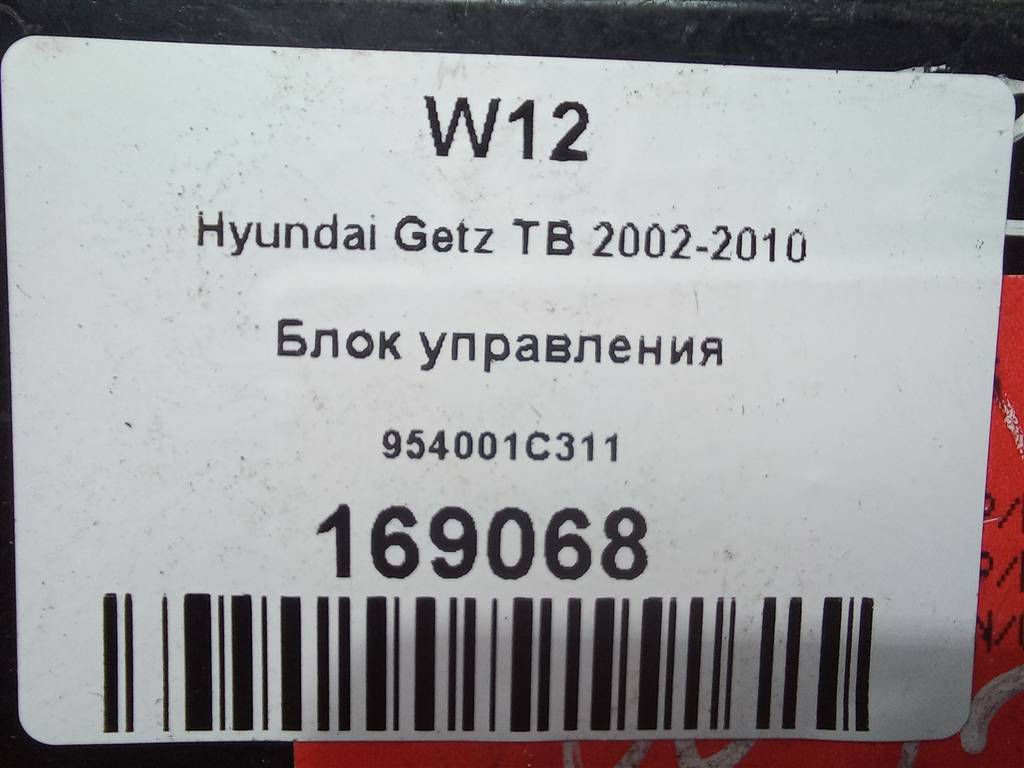 W12
Hyundai Getz TB 2002-2010
Блок управления
954001C311
169068